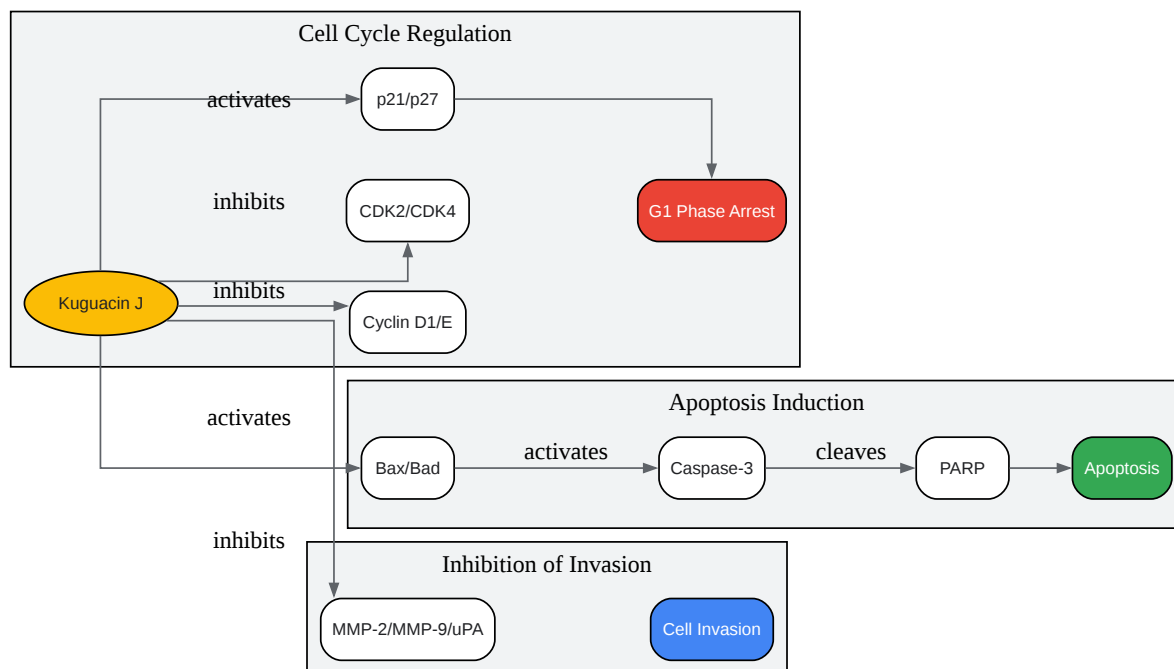 Cell Cycle Regulation
activates
p21/p27
inhibits
CDK2/CDK4
G1 Phase Arrest
Kuguacin J
inhibits
Cyclin D1/E
Apoptosis Induction
activates
Bax/Bad
activates
Caspase-3
cleaves
PARP
Apoptosis
inhibits
Inhibition of Invasion
MMP-2/MMP-9/uPA
Cell Invasion